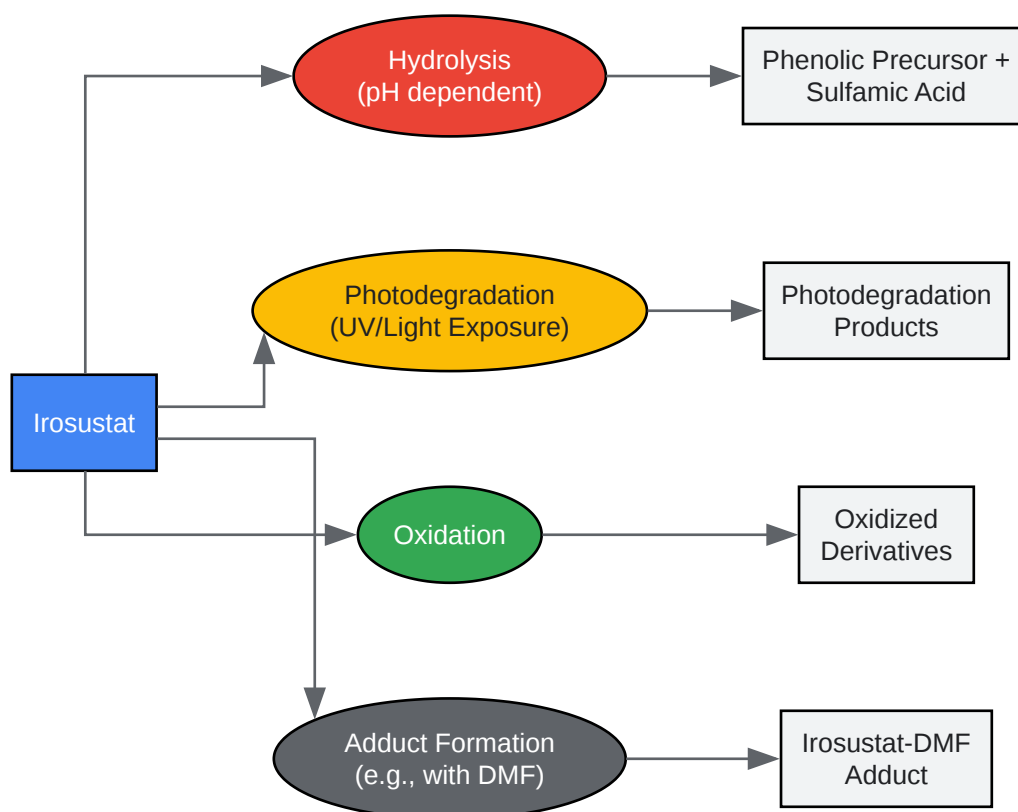 Hydrolysis
(pH dependent)
Phenolic Precursor +
Sulfamic Acid
Photodegradation
(UV/Light Exposure)
Photodegradation
Products
Irosustat
Oxidation
Oxidized
Derivatives
Adduct Formation
(e.g., with DMF)
Irosustat-DMF
Adduct